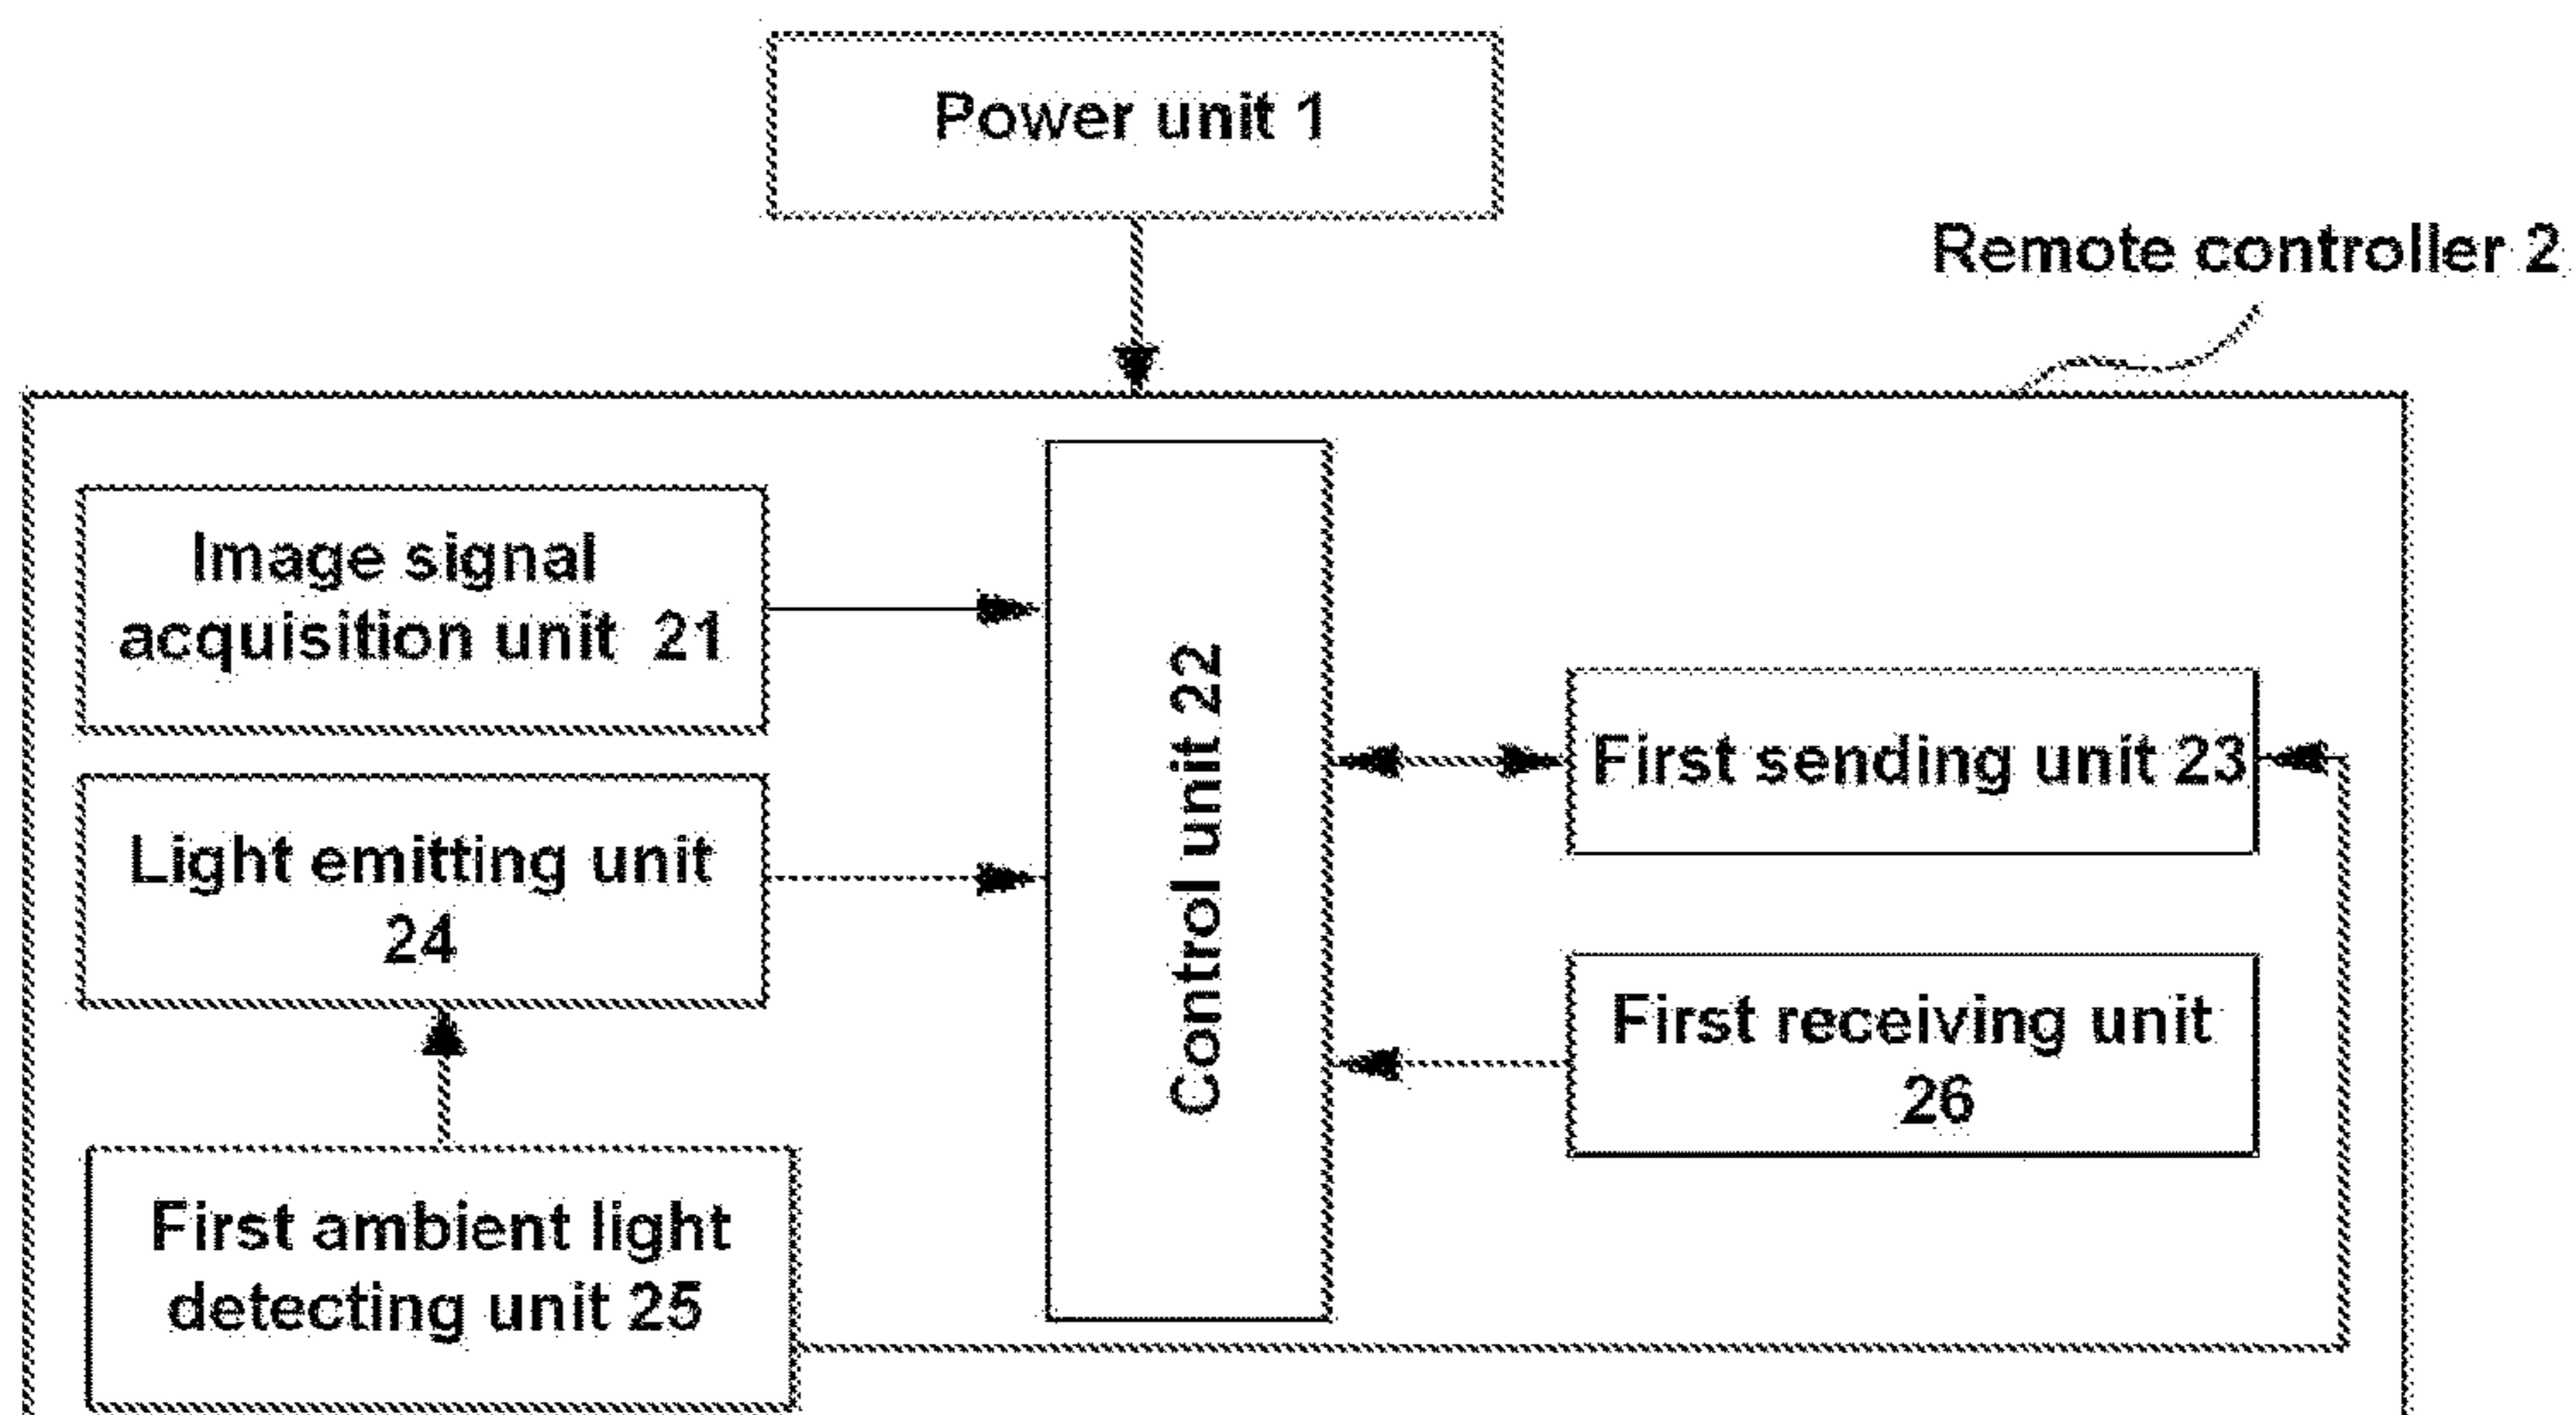 Power unit 1
Remote controller 2
Image signal
acquisition unit 21
Control unit 22
First sending unit 23
Light emitting unit
24
First receiving unit
26
First ambient light
detecting unit 25